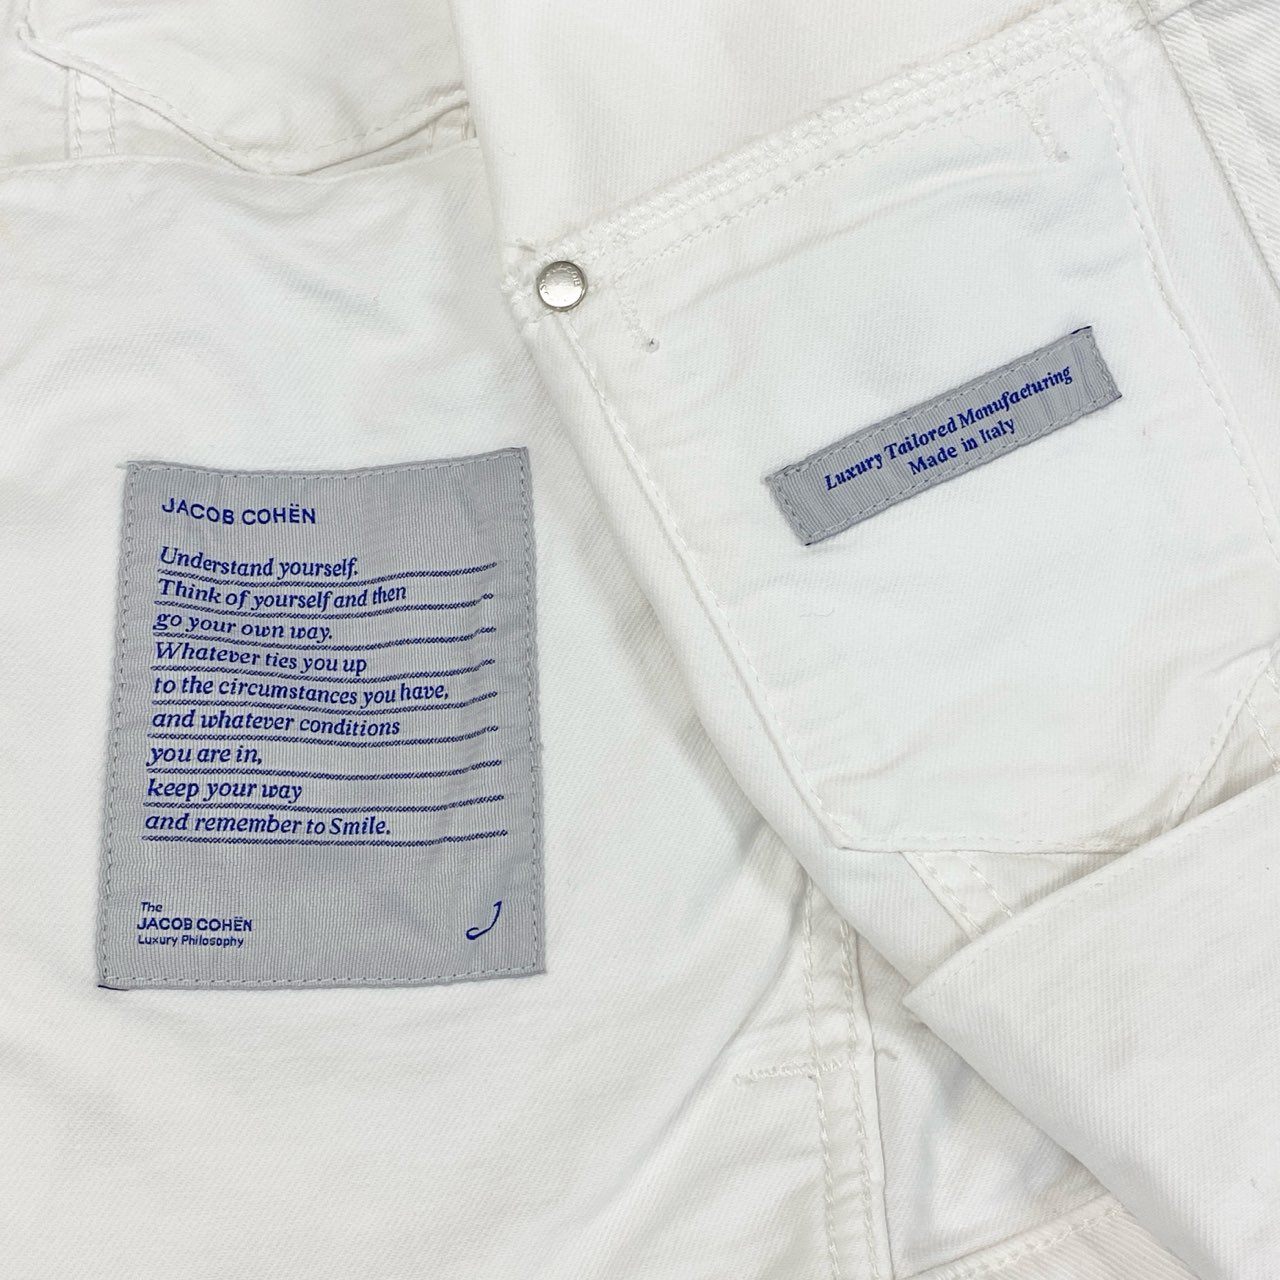 JACOB COHËN
Understand yourself.
Think of yourself and then
go your own way.
Whatever ties you up
to the circumstances you have,
and whatever conditions
you are in,
keep your way
and remember to Smile.
The
JACOB COHËN
Luxury Philosophy
J
Luxury Tailored Manufacturing
Made in Italy